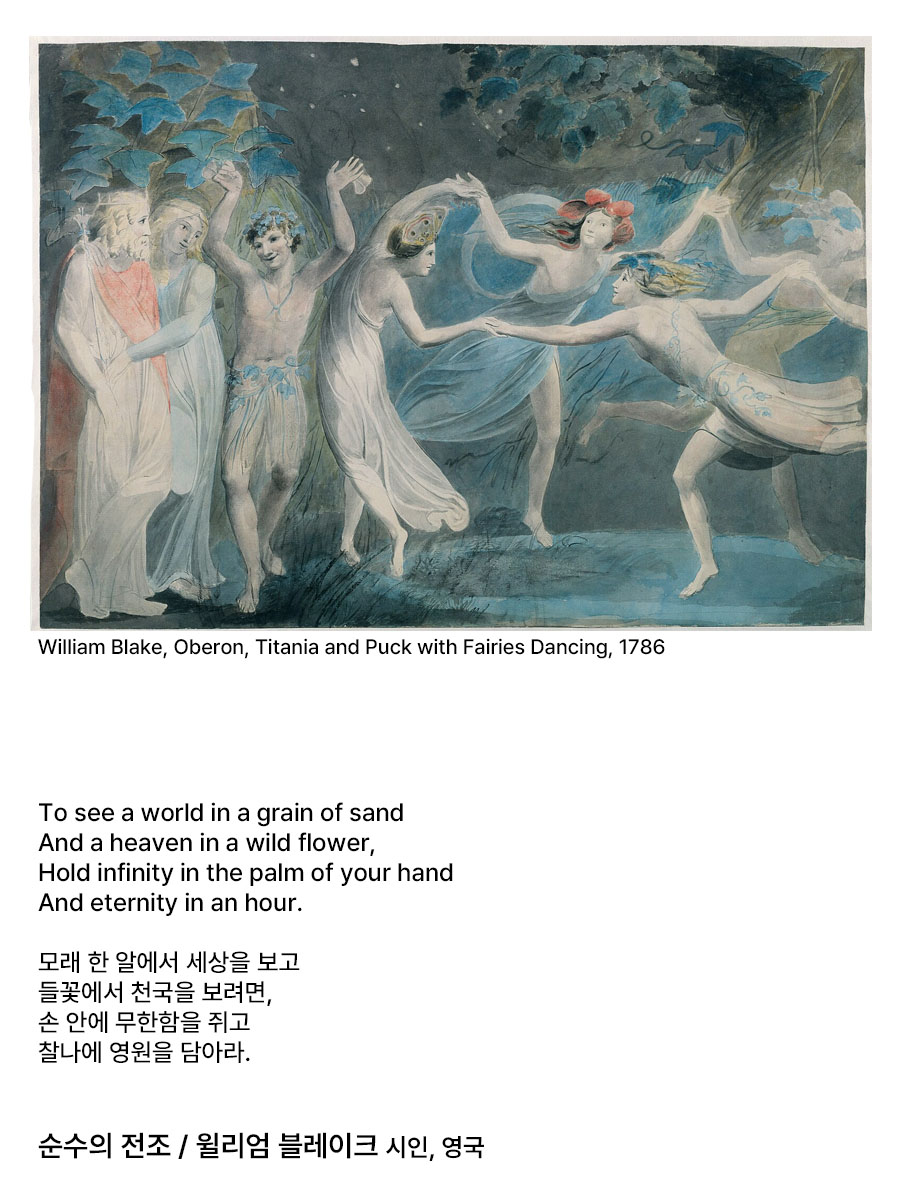 William Blake, Oberon, Titania and Puck with Fairies Dancing, 1786
To see a world in a grain of sand
And a heaven in a wild flower,
Hold infinity in the palm of your hand
And eternity in an hour.
모래 한 알에서 세상을 보고
들꽃에서 천국을 보려면,
손 안에 무한함을 쥐고
찰나에 영원을 담아라.
순수의 전조 / 윌리엄 블레이크 시인, 영국